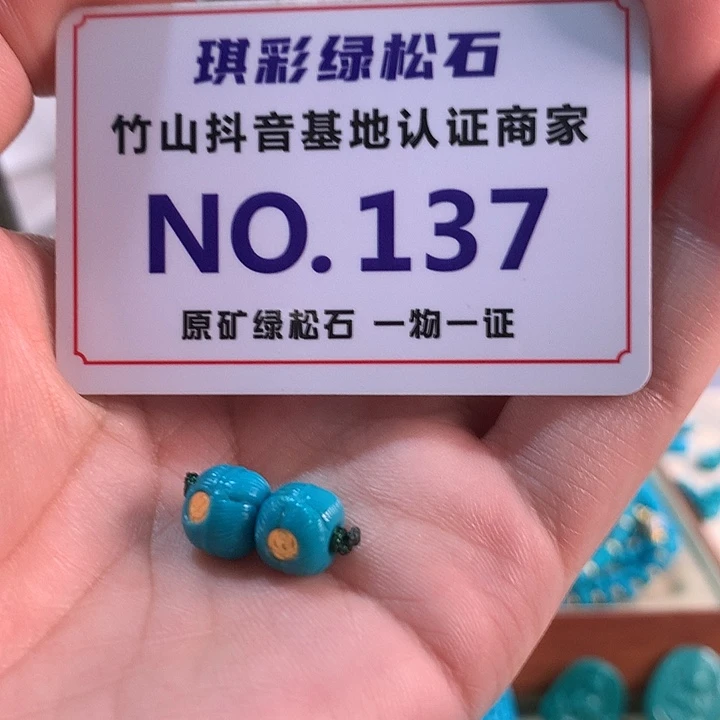 琪彩绿松石
竹山抖音基地认证商家
NO.137
原矿绿松石 一物一证